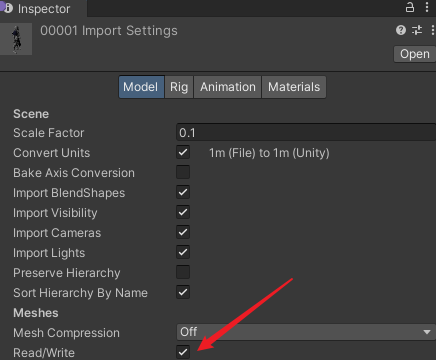 Inspector
00001 Import Settings
Open
Model Rig Animation Materials
Scene
Scale Factor 0.1
Convert Units 1m (File) to 1m (Unity)
Bake Axis Conversion
Import BlendShapes
Import Visibility
Import Cameras
Import Lights
Preserve Hierarchy
Sort Hierarchy By Name
Meshes
Mesh Compression Off
Read/Write